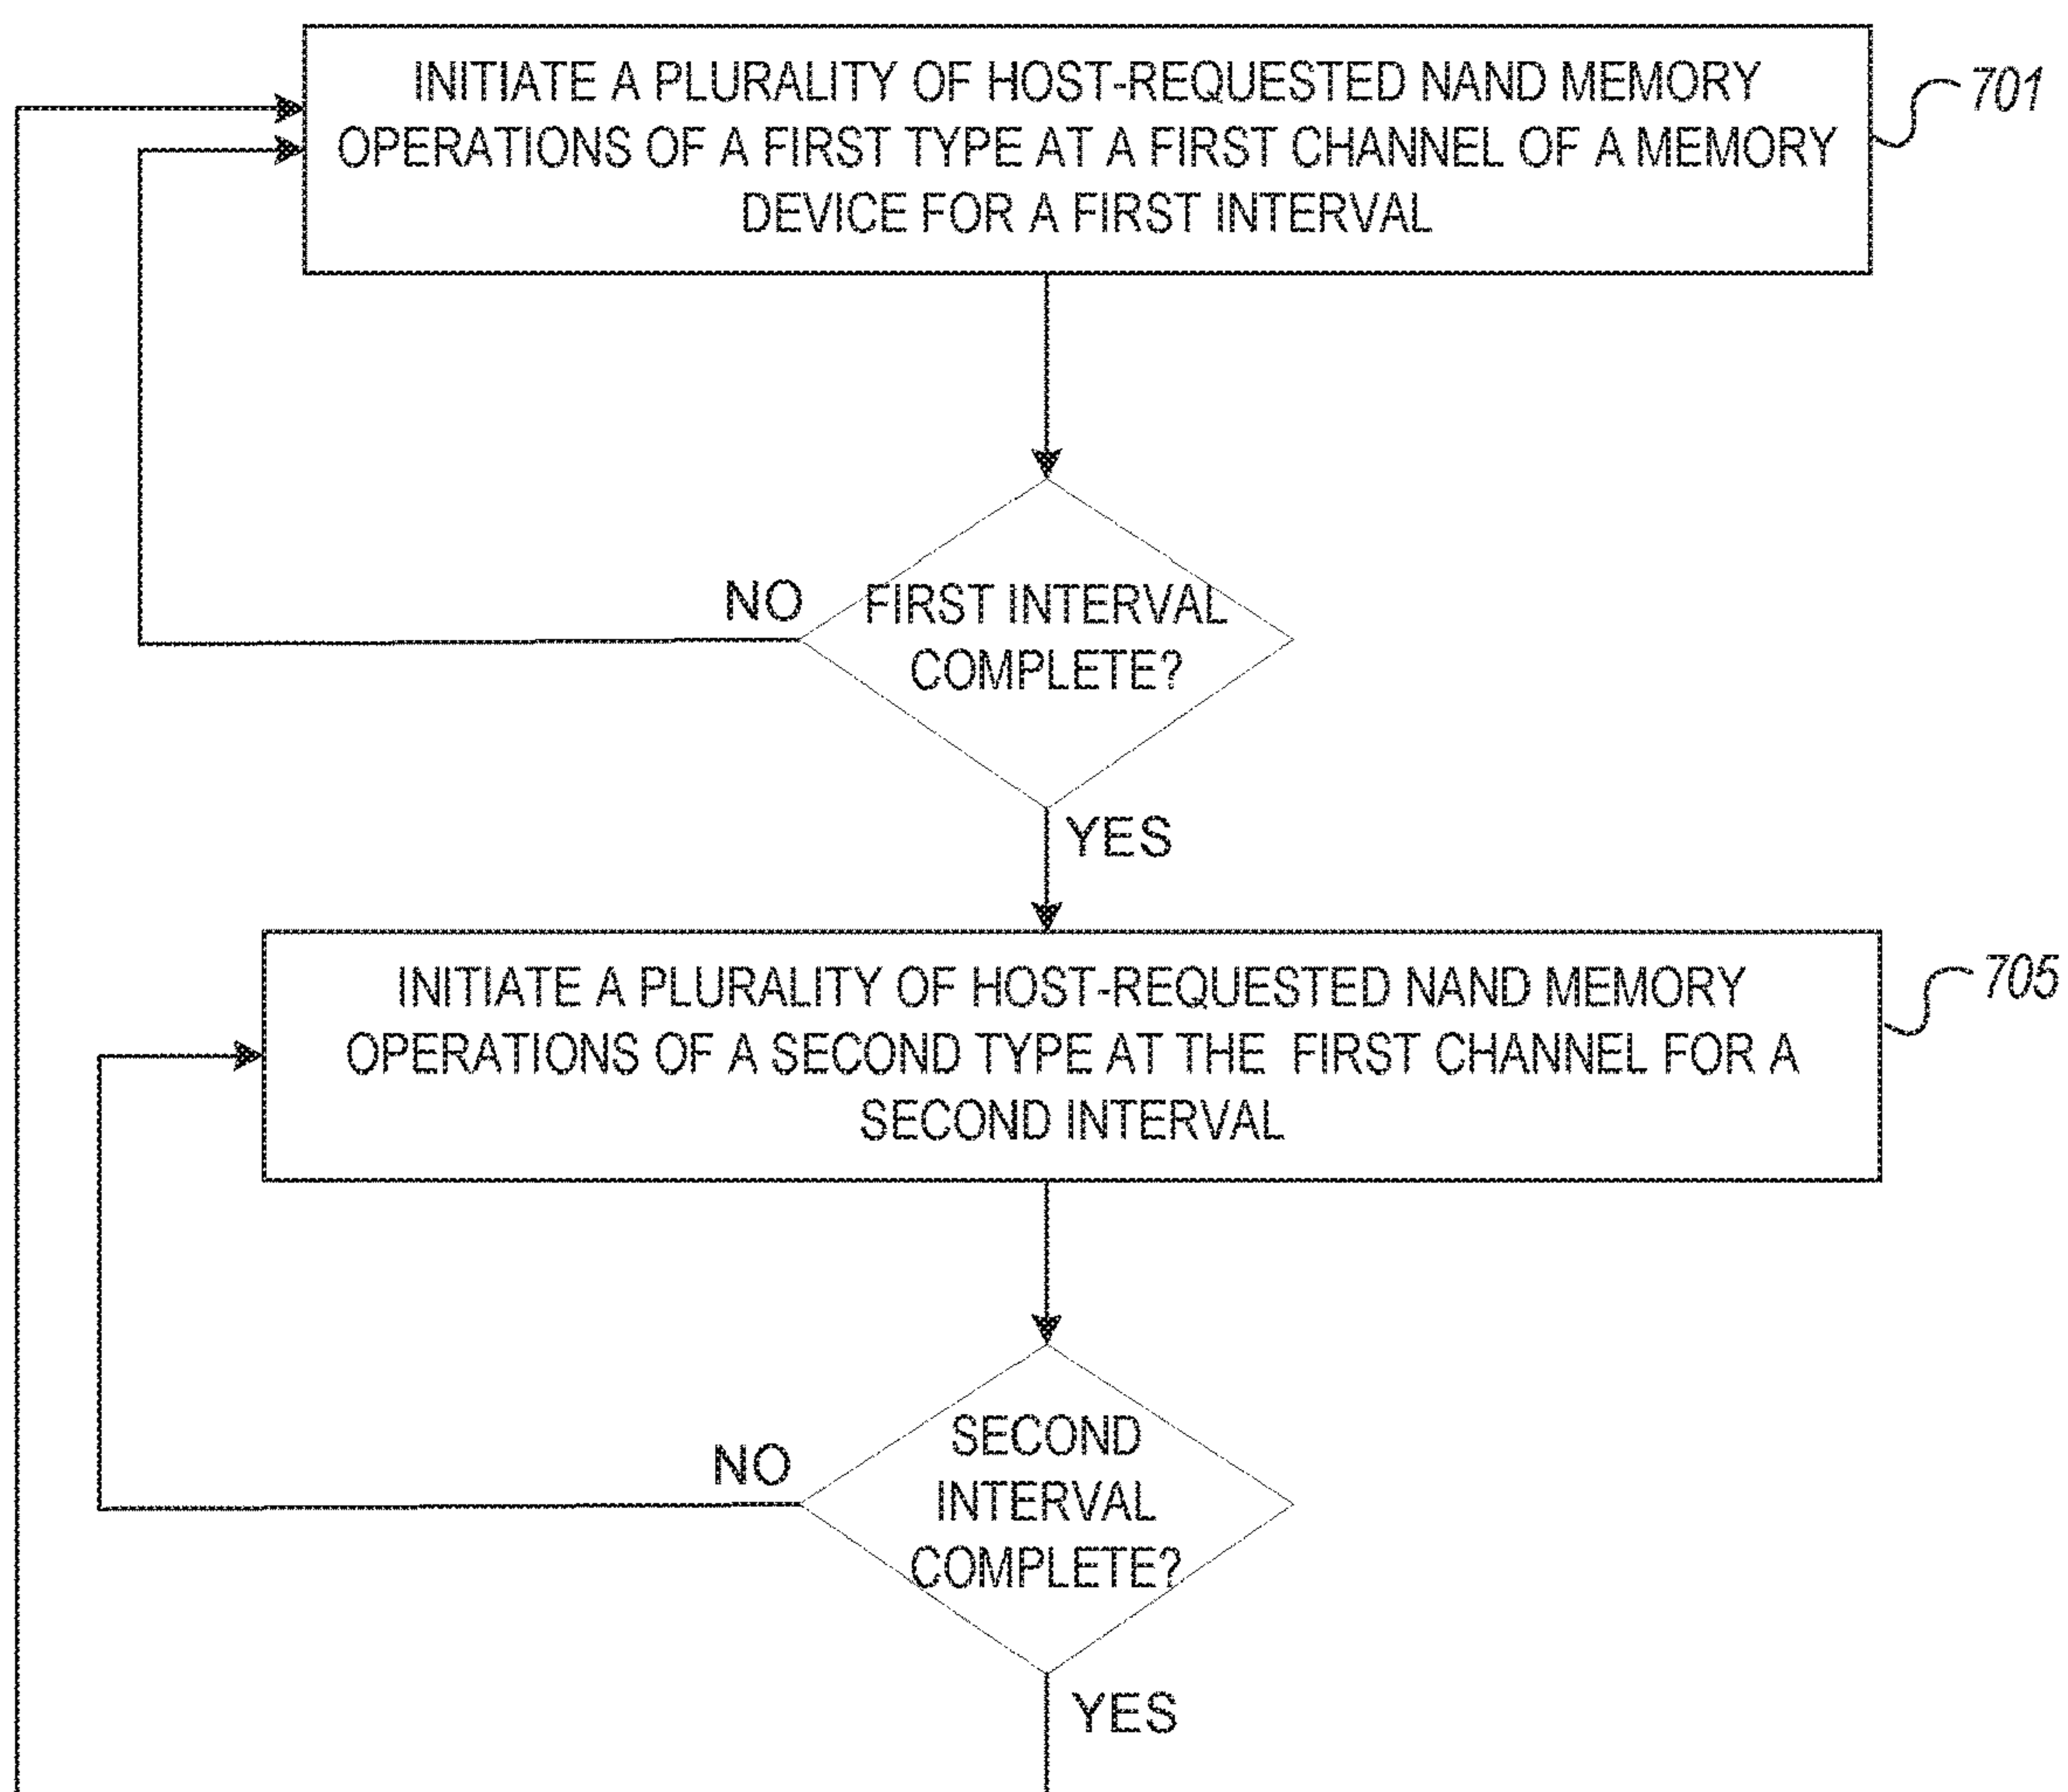 INITIATE A PLURALITY OF HOST-REQUESTED NAND MEMORY
OPERATIONS OF A FIRST TYPE AT A FIRST CHANNEL OF A MEMORY
DEVICE FOR A FIRST INTERVAL
701
NO
FIRST INTERVAL
COMPLETE?
YES
INITIATE A PLURALITY OF HOST-REQUESTED NAND MEMORY
OPERATIONS OF A SECOND TYPE AT THE FIRST CHANNEL FOR A
SECOND INTERVAL
705
NO
SECOND
INTERVAL
COMPLETE?
YES